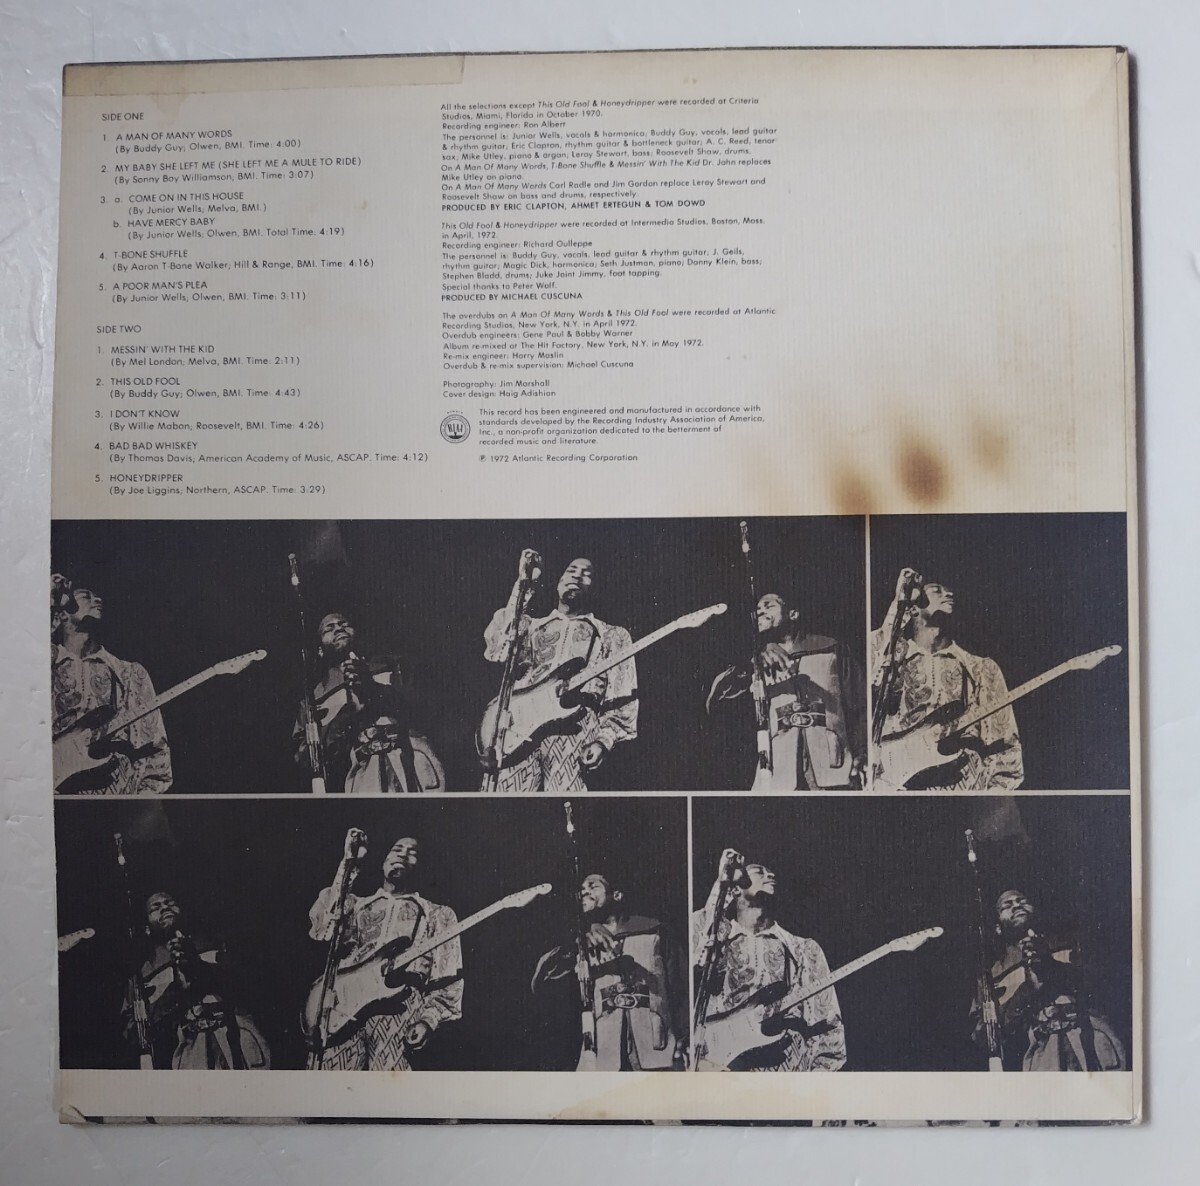 SIDE ONE
1. A MAN OF MANY WORDS
(By Buddy Guy; Olwen, BMI. Time: 4:00)
2. MY BABY SHE LEFT ME (SHE LEFT ME A MULE TO RIDE)
(By Sonny Boy Williamson; BMI. Time: 3:07)
3. a. COME ON IN THIS HOUSE
(By Junior Wells; Melva, BMI.)
b. HAVE MERCY BABY
(By Junior Wells; Olwen, BMI. Total Time: 4:19)
4. T-BONE SHUFFLE
(By Aaron T-Bone Walker; Hill & Range, BMI. Time: 4:16)
5. A POOR MAN'S PLEA
(By Junior Wells; Olwen, BMI. Time: 3:11)
SIDE TWO
1. MESSIN' WITH THE KID
(By Mel London; Melva, BMI. Time: 2:11)
2. THIS OLD FOOL
(By Buddy Guy; Olwen, BMI. Time: 4:43)
3. I DON'T KNOW
(By Willie Mabon; Roosevelt, BMI. Time: 4:26)
4. BAD BAD WHISKEY
(By Thomas Davis; American Academy of Music, ASCAP. Time: 4:12)
5. HONEYDRIPPER
(By Joe Liggins; Northern, ASCAP. Time: 3:29)
All the selections except This Old Fool & Honeydripper were recorded at Criteria
Studios, Miami, Florida in October 1970.
Recording engineer: Ron Albert
The personnel is: Junior Wells, vocals & harmonica; Buddy Guy, vocals, lead guitar
& rhythm guitar; Eric Clapton, rhythm guitar & bottleneck guitar; A. C. Reed, tenor
sax; Mike Utley, piano & organ; Leroy Stewart, bass; Roosevelt Shaw, drums.
On A Man Of Many Words, T-Bone Shuffle & Messin' With The Kid Dr. John replaces
Mike Utley on piano.
On A Man Of Many Words Carl Radle and Jim Gordon replace Leroy Stewart and
Roosevelt Shaw on bass and drums, respectively.
PRODUCED BY ERIC CLAPTON, AHMET ERTEGUN & TOM DOWD
This Old Fool & Honeydripper were recorded at Intermedia Studios, Boston, Mass.
in April, 1972.
Recording engineer: Richard Oulleppe
The personnel is: Buddy Guy, vocals, lead guitar & rhythm guitar; J. Geils,
rhythm guitar; Magic Dick, harmonica; Seth Justman, piano; Danny Klein, bass;
Stephen Bladd, drums; Juke Joint Jimmy, foot tapping.
Special thanks to Peter Wolf.
PRODUCED BY MICHAEL CUSCUNA
The overdubs on A Man Of Many Words & This Old Fool were recorded at Atlantic
Recording Studios, New York, N.Y. in April 1972.
Overdub engineers: Gene Paul & Bobby Warner
Album re-mixed at The Hit Factory, New York, N.Y. in May 1972.
Re-mix engineer: Harry Maslin
Overdub & re-mix supervision: Michael Cuscuna
Photography: Jim Marshall
Cover design: Haig Adishian
This record has been engineered and manufactured in accordance with
standards developed by the Recording Industry Association of America,
Inc., a non-profit organization dedicated to the betterment of
recorded music and literature.
℗ 1972 Atlantic Recording Corporation